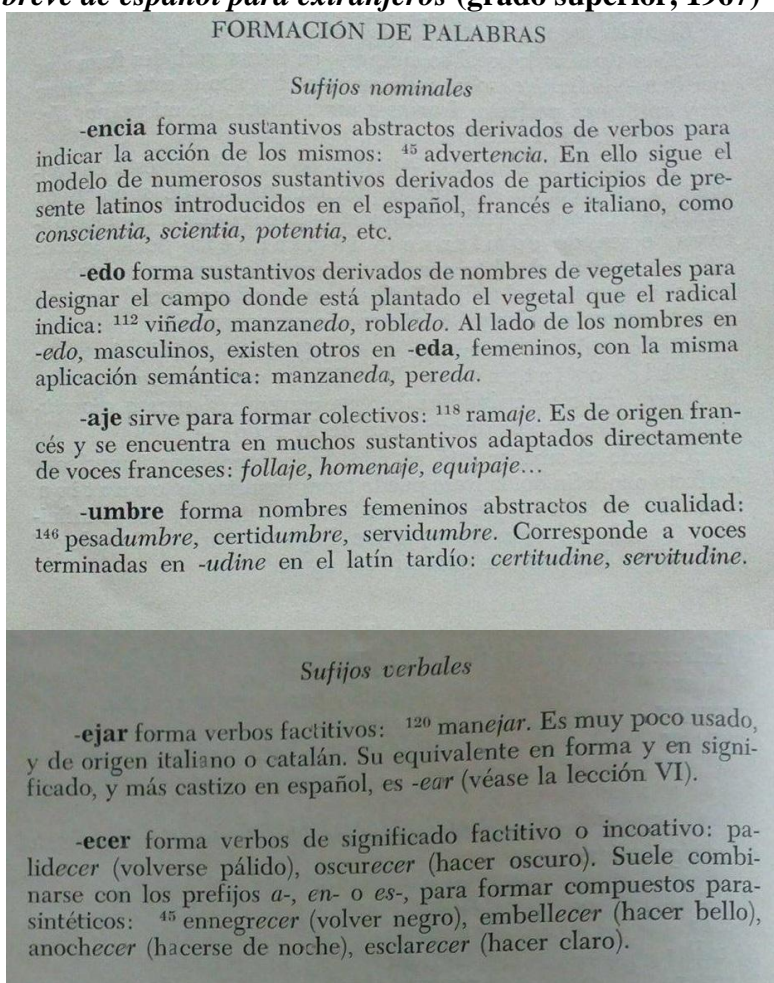 breve de español para extranjeros (grado superior, 1967)
FORMACIÓN DE PALABRAS
Sufijos nominales
-encia forma sustantivos abstractos derivados de verbos para
indicar la acción de los mismos: ⁴⁵ advertencia. En ello sigue el
modelo de numerosos sustantivos derivados de participios de pre-
sente latinos introducidos en el español, francés e italiano, como
conscientia, scientia, potentia, etc.
-edo forma sustantivos derivados de nombres de vegetales para
designar el campo donde está plantado el vegetal que el radical
indica: ¹¹² viñedo, manzanedo, robledo. Al lado de los nombres en
-edo, masculinos, existen otros en -eda, femeninos, con la misma
aplicación semántica: manzaneda, pereda.
-aje sirve para formar colectivos: ¹¹⁸ ramaje. Es de origen fran-
cés y se encuentra en muchos sustantivos adaptados directamente
de voces franceses: follaje, homenaje, equipaje...
-umbre forma nombres femeninos abstractos de cualidad:
¹⁴⁶ pesadumbre, certidumbre, servidumbre. Corresponde a voces
terminadas en -udine en el latín tardío: certitudine, servitudine.
Sufijos verbales
-ejar forma verbos factitivos: ¹²⁰ manejar. Es muy poco usado,
y de origen italiano o catalán. Su equivalente en forma y en signi-
ficado, y más castizo en español, es -ear (véase la lección VI).
-ecer forma verbos de significado factitivo o incoativo: pa-
lidecer (volverse pálido), oscurecer (hacer oscuro). Suele combi-
narse con los prefijos a-, en- o es-, para formar compuestos para-
sintéticos: ⁴⁵ ennegrecer (volver negro), embellecer (hacer bello),
anochecer (hacerse de noche), esclarecer (hacer claro).